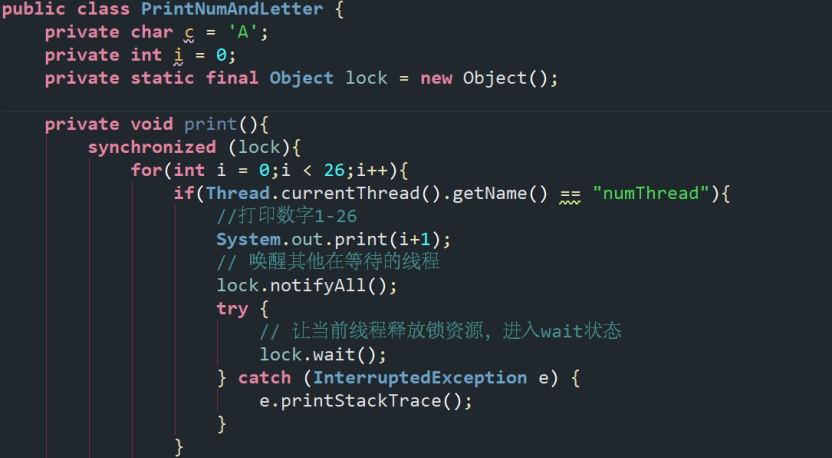 public class PrintNumAndLetter {
    private char c = 'A';
    private int i = 0;
    private static final Object lock = new Object();

    private void print(){
        synchronized (lock){
            for(int i = 0;i < 26;i++){
                if(Thread.currentThread().getName() == "numThread"){
                    //打印数字1-26
                    System.out.print(i+1);
                    // 唤醒其他在等待的线程
                    lock.notifyAll();
                    try {
                        // 让当前线程释放锁资源，进入wait状态
                        lock.wait();
                    } catch (InterruptedException e) {
                        e.printStackTrace();
                    }
                }